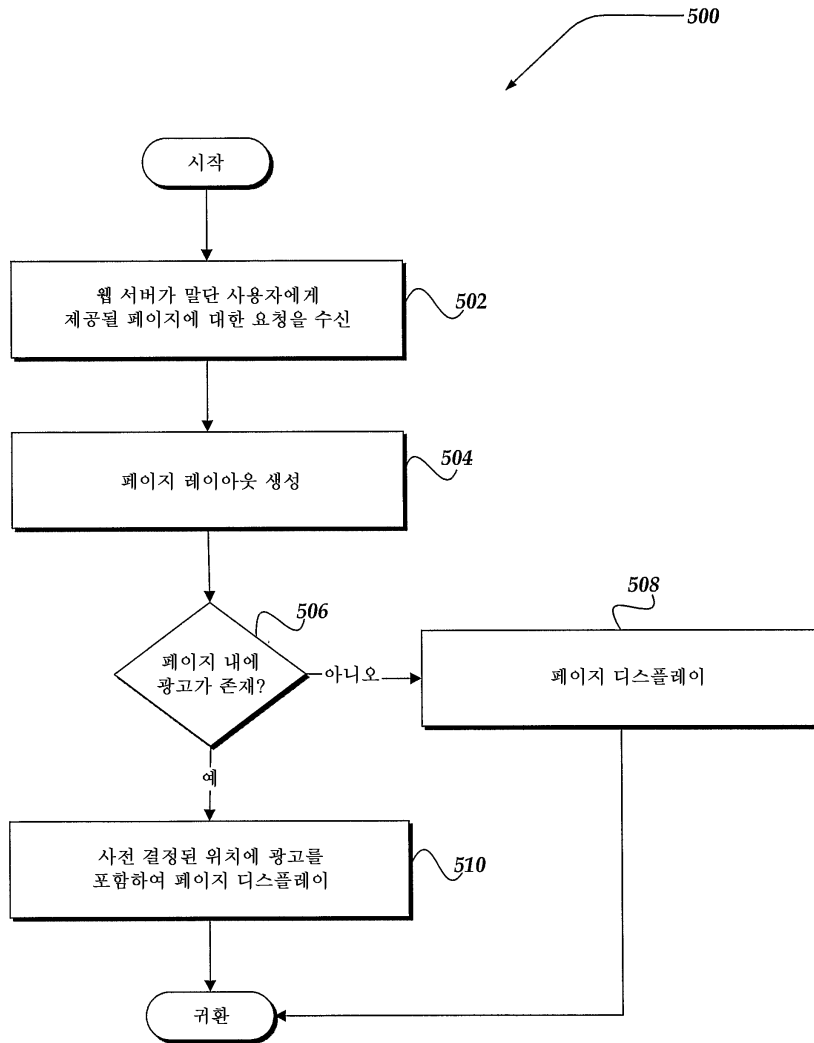 500
시작
웹 서버가 말단 사용자에게
제공될 페이지에 대한 요청을 수신
502
페이지 레이아웃 생성
504
506
508
페이지 내에
광고가 존재?
아니오
페이지 디스플레이
예
사전 결정된 위치에 광고를
포함하여 페이지 디스플레이
510
귀환